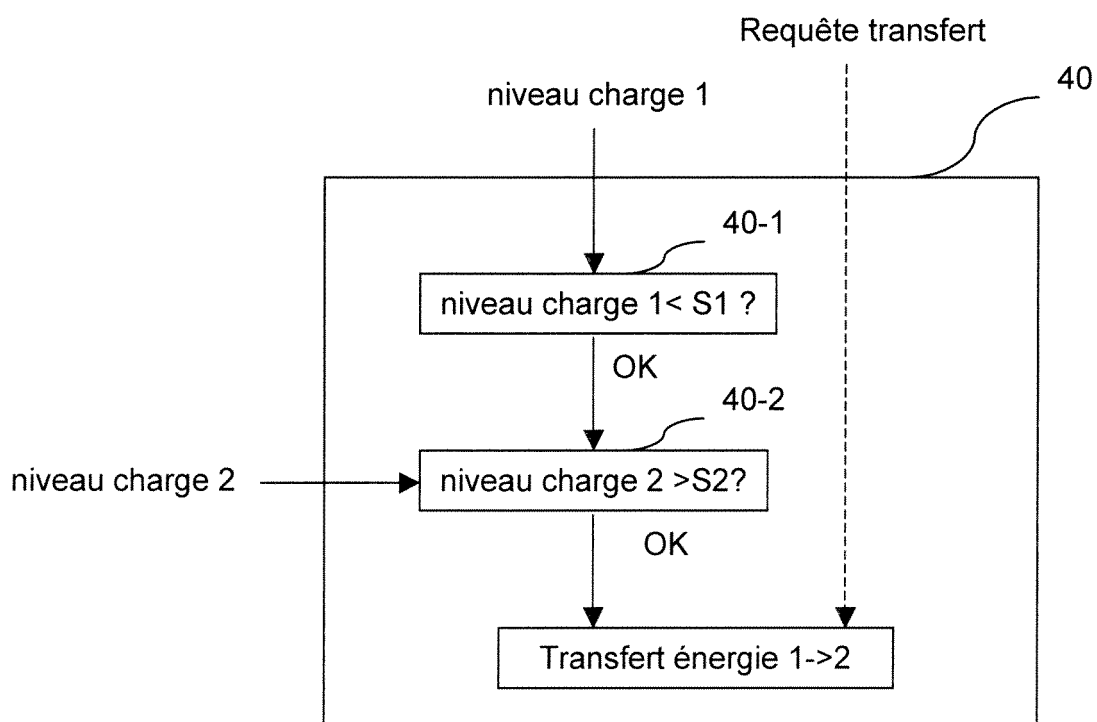 Requête transfert
40
niveau charge 1
40-1
niveau charge 1< S1 ?
OK
40-2
niveau charge 2
niveau charge 2 >S2?
OK
Transfert énergie 1->2